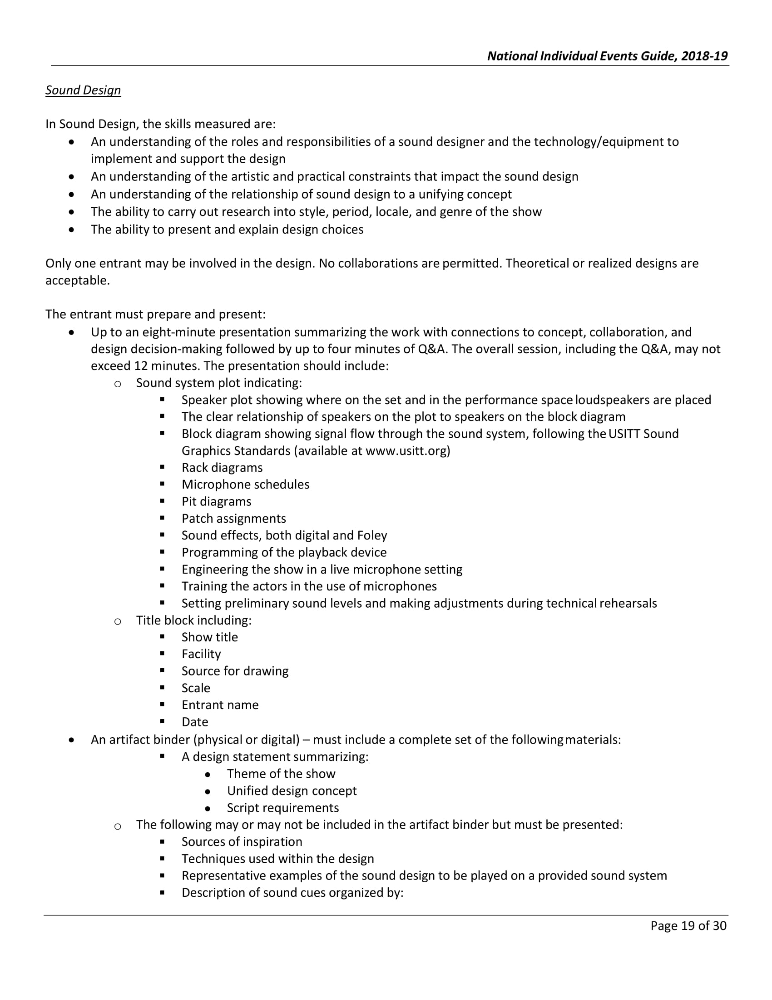 National Individual Events Guide, 2018-19
Sound Design
In Sound Design, the skills measured are:
• An understanding of the roles and responsibilities of a sound designer and the technology/equipment to
implement and support the design
• An understanding of the artistic and practical constraints that impact the sound design
• An understanding of the relationship of sound design to a unifying concept
• The ability to carry out research into style, period, locale, and genre of the show
• The ability to present and explain design choices
Only one entrant may be involved in the design. No collaborations are permitted. Theoretical or realized designs are
acceptable.
The entrant must prepare and present:
• Up to an eight-minute presentation summarizing the work with connections to concept, collaboration, and
design decision-making followed by up to four minutes of Q&A. The overall session, including the Q&A, may not
exceed 12 minutes. The presentation should include:
o Sound system plot indicating:
▪ Speaker plot showing where on the set and in the performance space loudspeakers are placed
▪ The clear relationship of speakers on the plot to speakers on the block diagram
▪ Block diagram showing signal flow through the sound system, following the USITT Sound
Graphics Standards (available at www.usitt.org)
▪ Rack diagrams
▪ Microphone schedules
▪ Pit diagrams
▪ Patch assignments
▪ Sound effects, both digital and Foley
▪ Programming of the playback device
▪ Engineering the show in a live microphone setting
▪ Training the actors in the use of microphones
▪ Setting preliminary sound levels and making adjustments during technical rehearsals
o Title block including:
▪ Show title
▪ Facility
▪ Source for drawing
▪ Scale
▪ Entrant name
▪ Date
• An artifact binder (physical or digital) – must include a complete set of the following materials:
▪ A design statement summarizing:
• Theme of the show
• Unified design concept
• Script requirements
o The following may or may not be included in the artifact binder but must be presented:
▪ Sources of inspiration
▪ Techniques used within the design
▪ Representative examples of the sound design to be played on a provided sound system
▪ Description of sound cues organized by:
Page 19 of 30